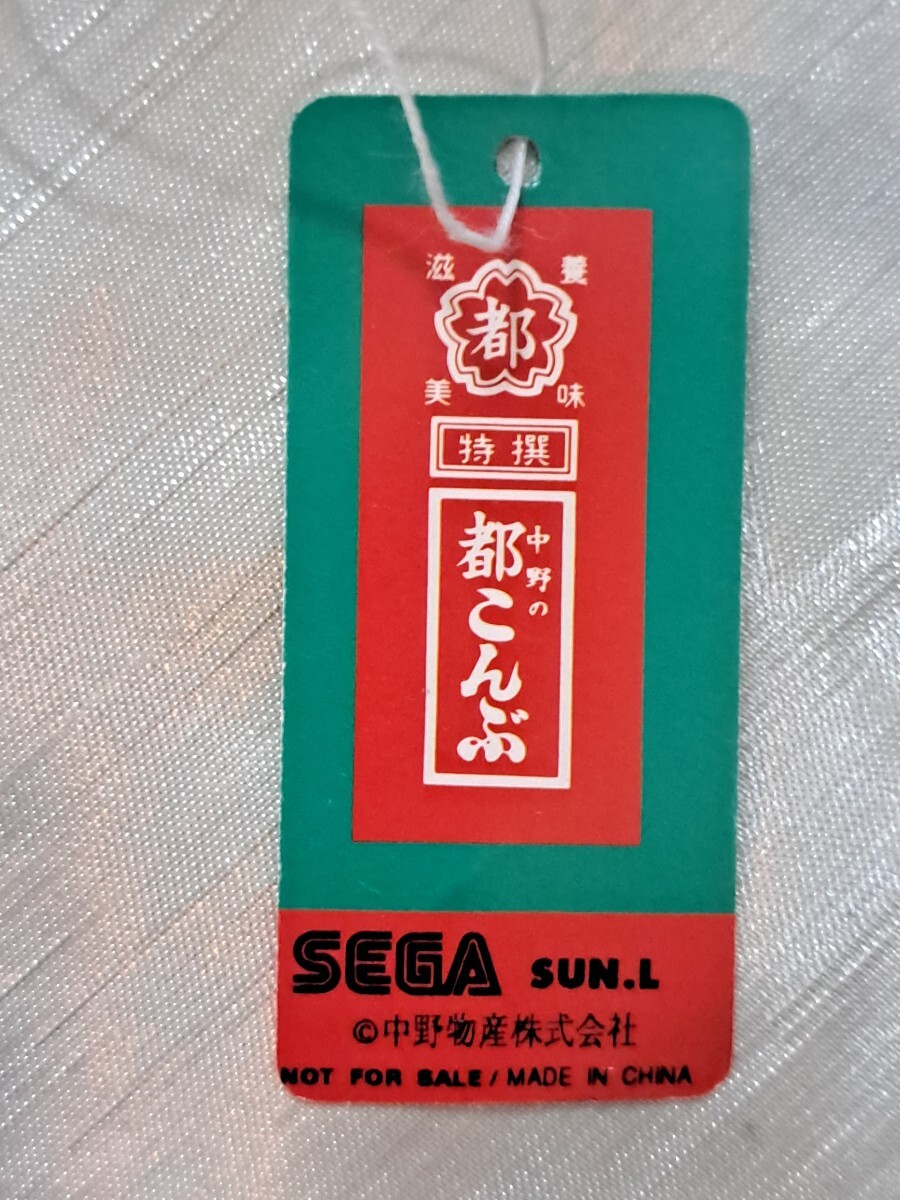 滋養
都
美味
特撰
中野の
都こんぶ
SEGA SUN.L
©中野物産株式会社
NOT FOR SALE/MADE IN CHINA